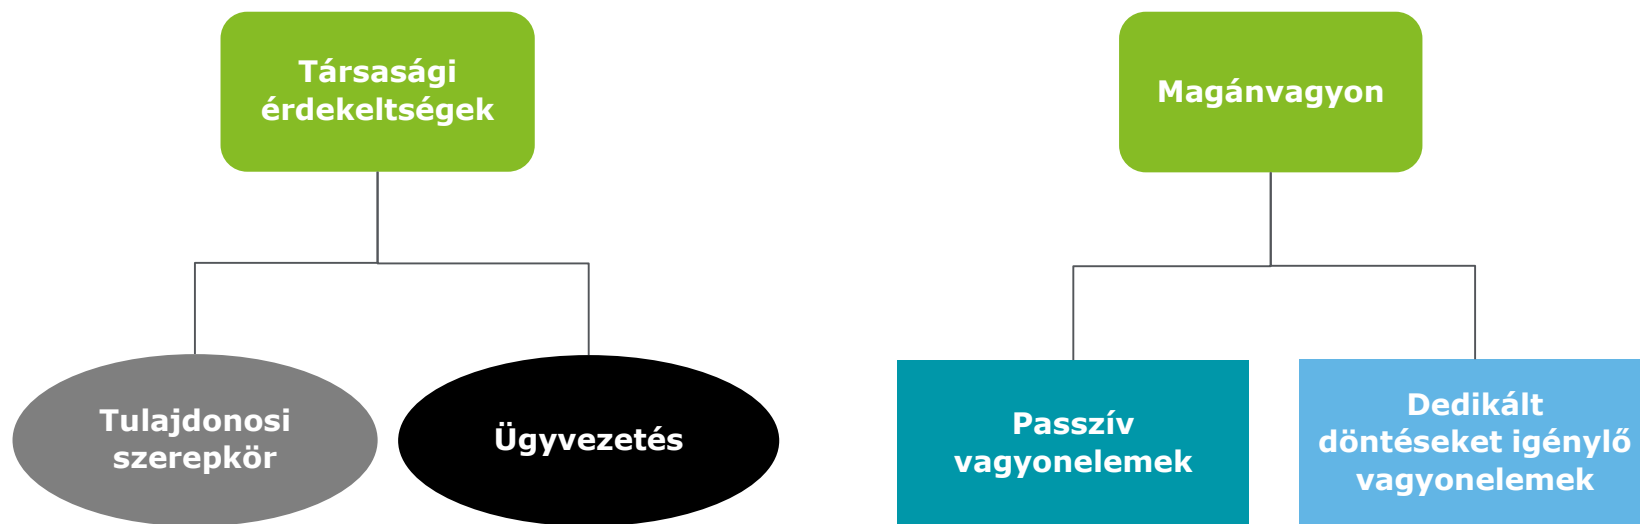 Társasági
érdekeltségek
Magánvagyon
Tulajdonosi
szerepkör
Ügyvezetés
Passzív
vagyonelemek
Dedikált
döntéseket igénylő
vagyonelemek